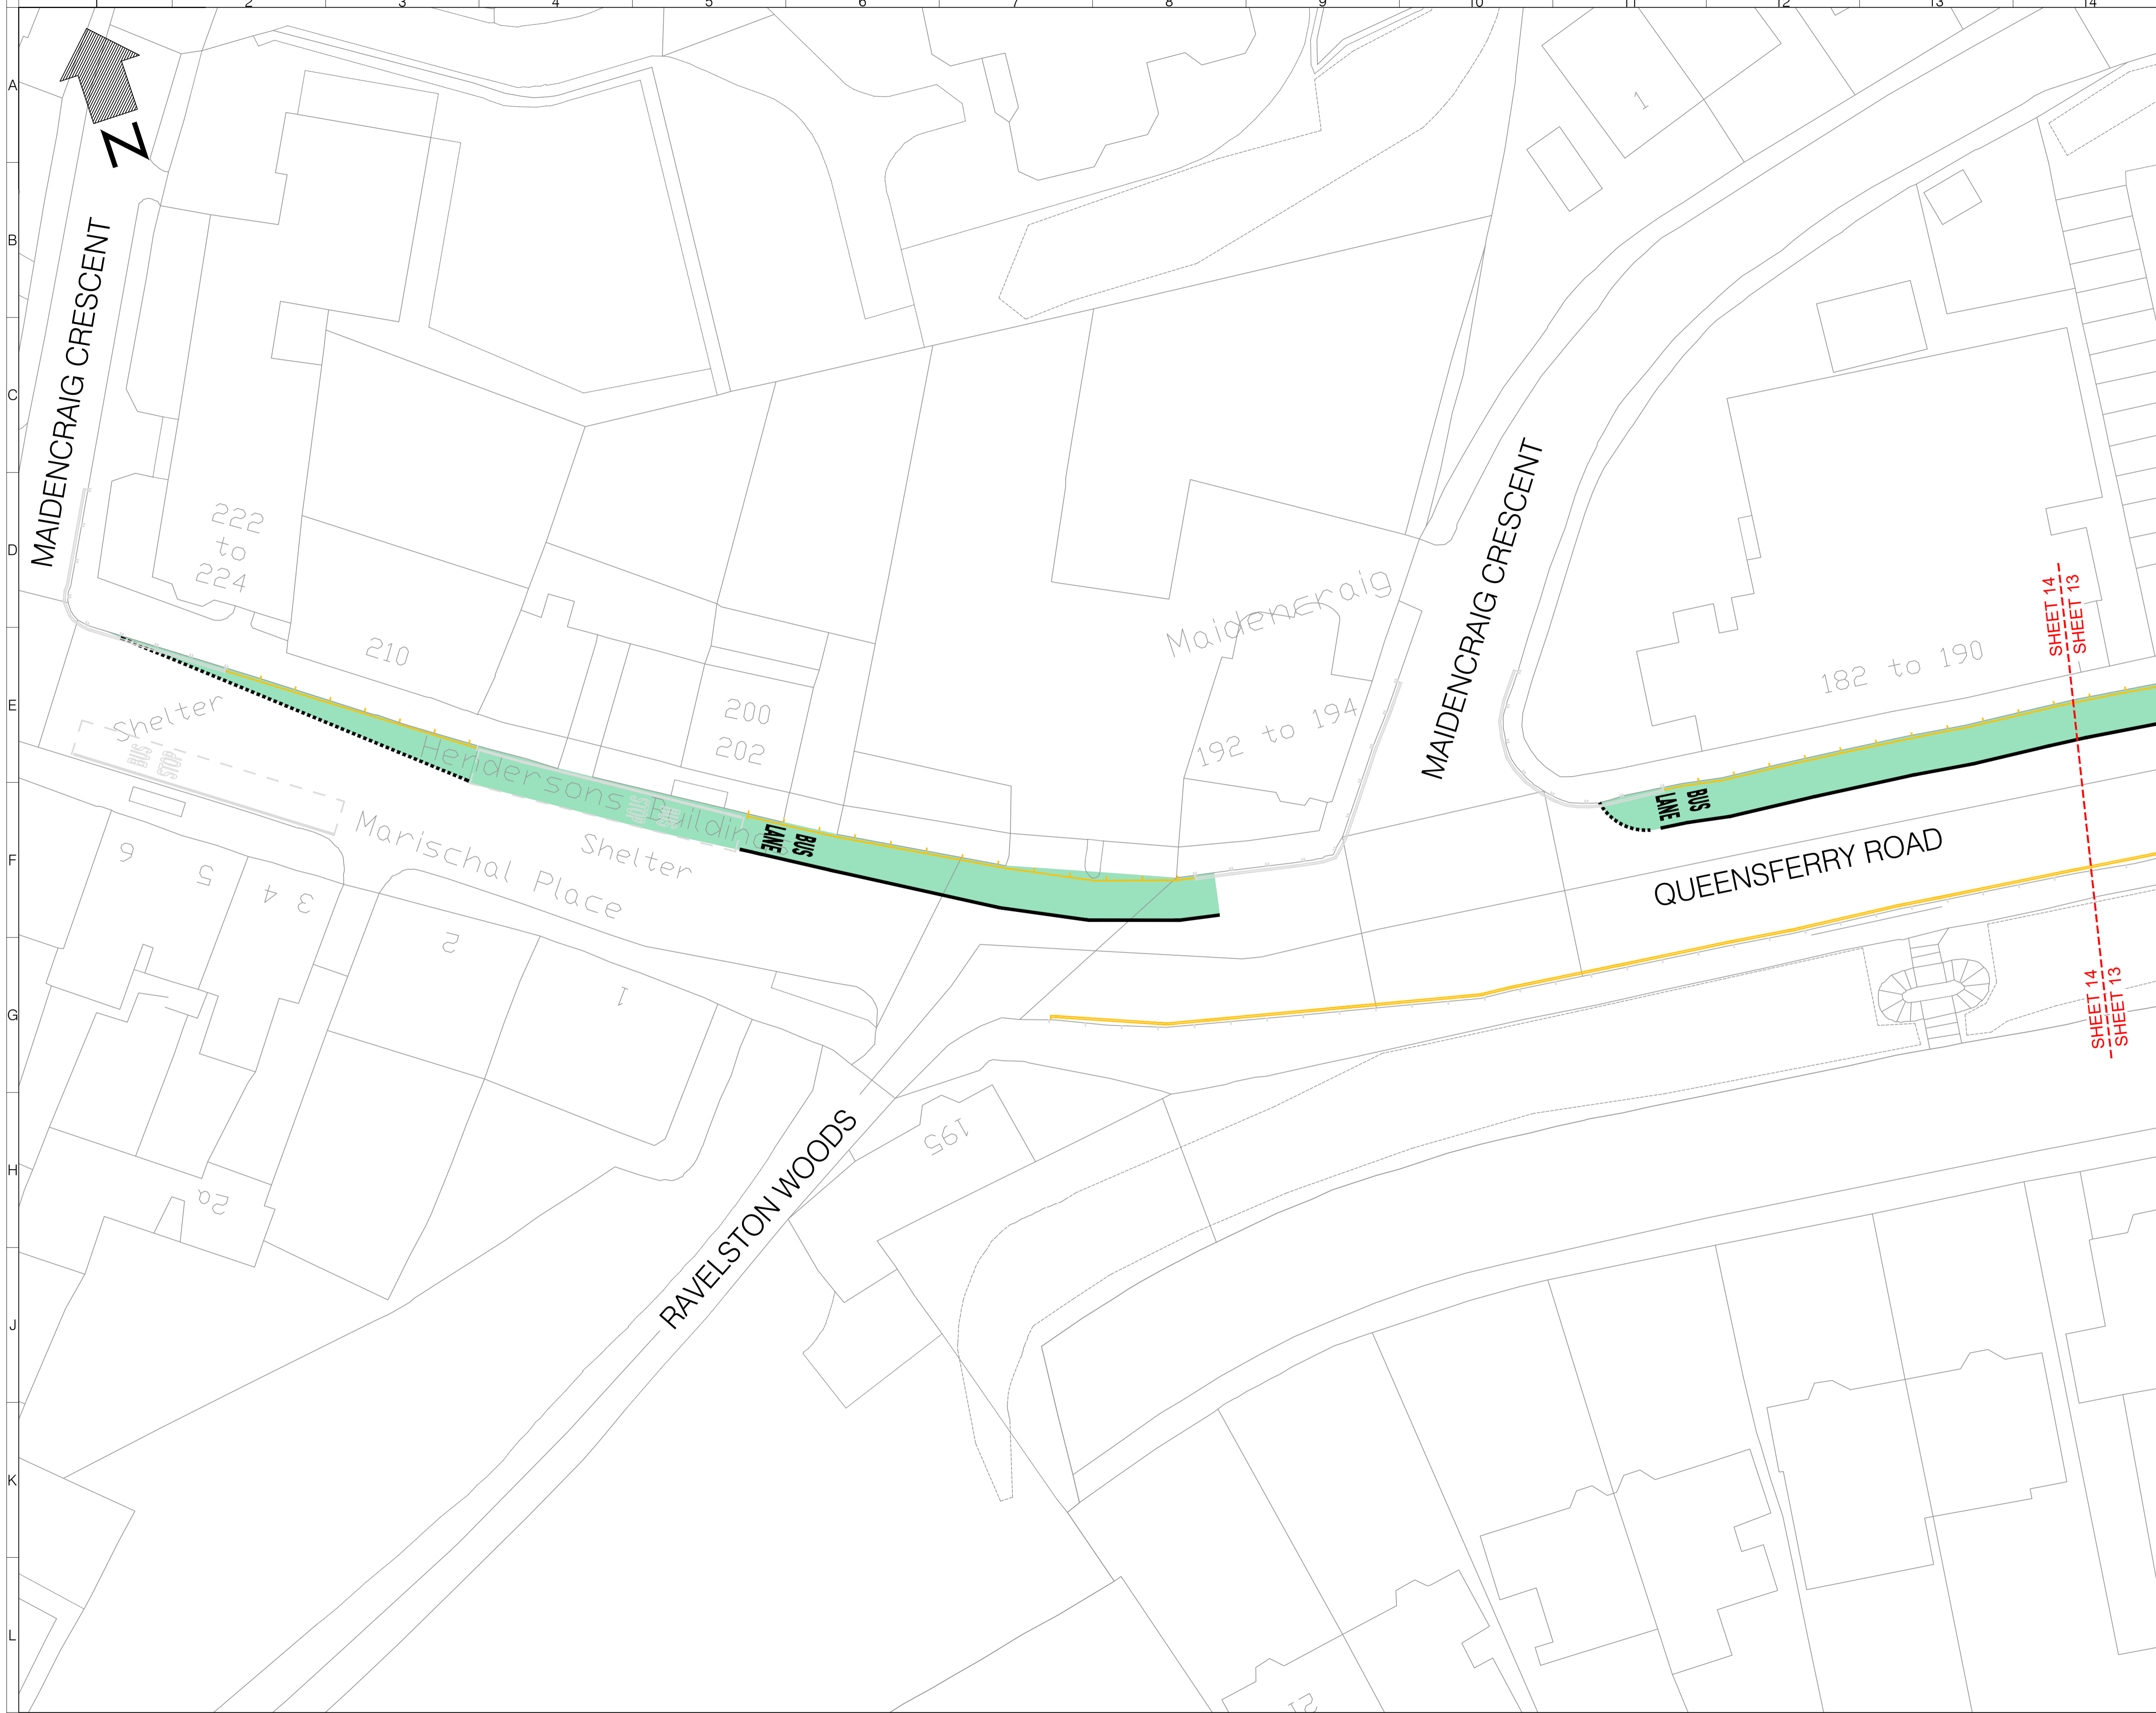 2 3 4 5 6 7 8 9 10 11 12 13 14
A
B
C
D
E
F
G
H
J
K
L
N
MAIDENCRAIG CRESCENT
222
to
224
210
Shelter
BUS
STOP
Hendersons Buildings
200
202
BUS
LANE
Shelter
Marischal Place
6
5
4
3
2
1
2a
Maidencraig
192 to 194
MAIDENCRAIG CRESCENT
1
182 to 190
BUS
LANE
QUEENSFERRY ROAD
SHEET 14
SHEET 13
SHEET 14
SHEET 13
RAVELSTON WOODS
195
21